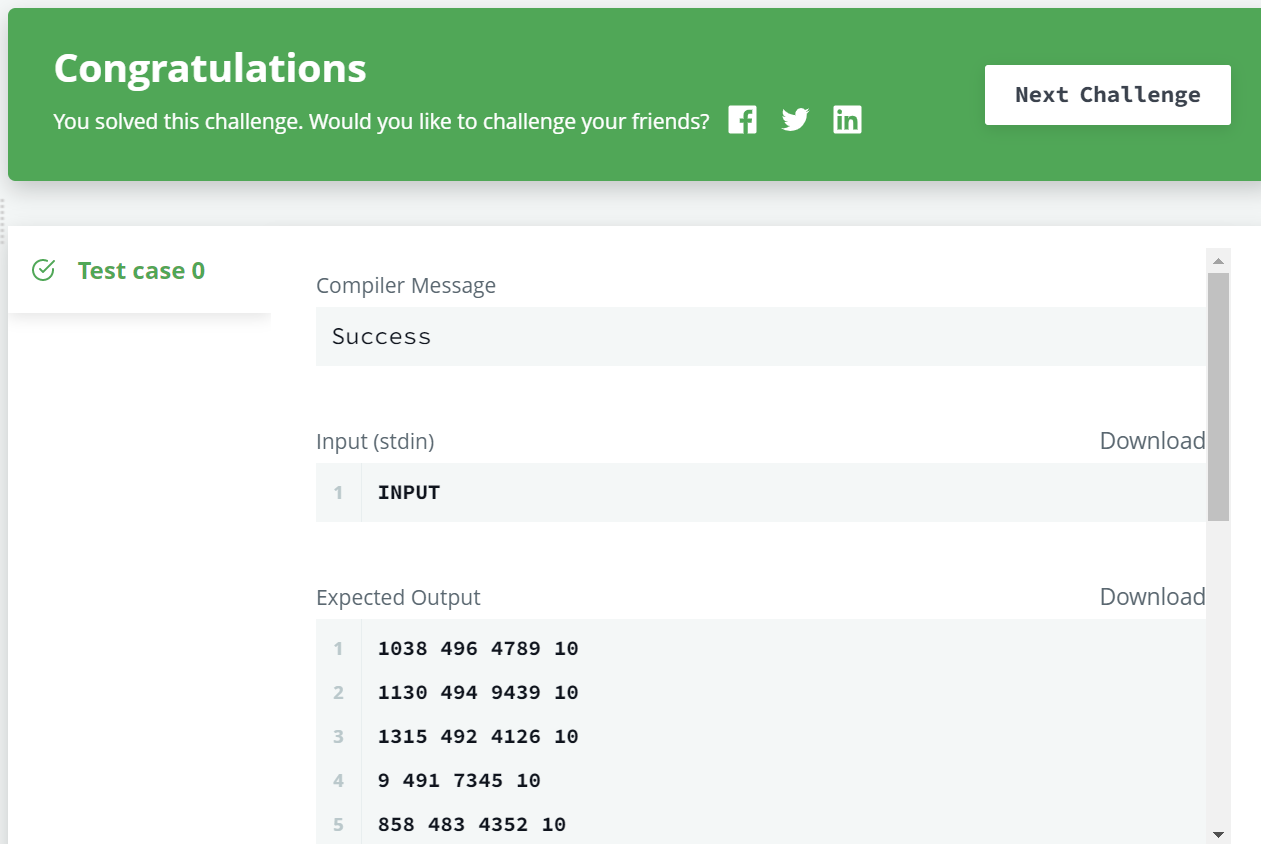 Congratulations
You solved this challenge. Would you like to challenge your friends?
Next Challenge
Test case 0
Compiler Message
Success
Input (stdin)
Download
1 INPUT
Expected Output
Download
1 1038 496 4789 10
2 1130 494 9439 10
3 1315 492 4126 10
4 9 491 7345 10
5 858 483 4352 10